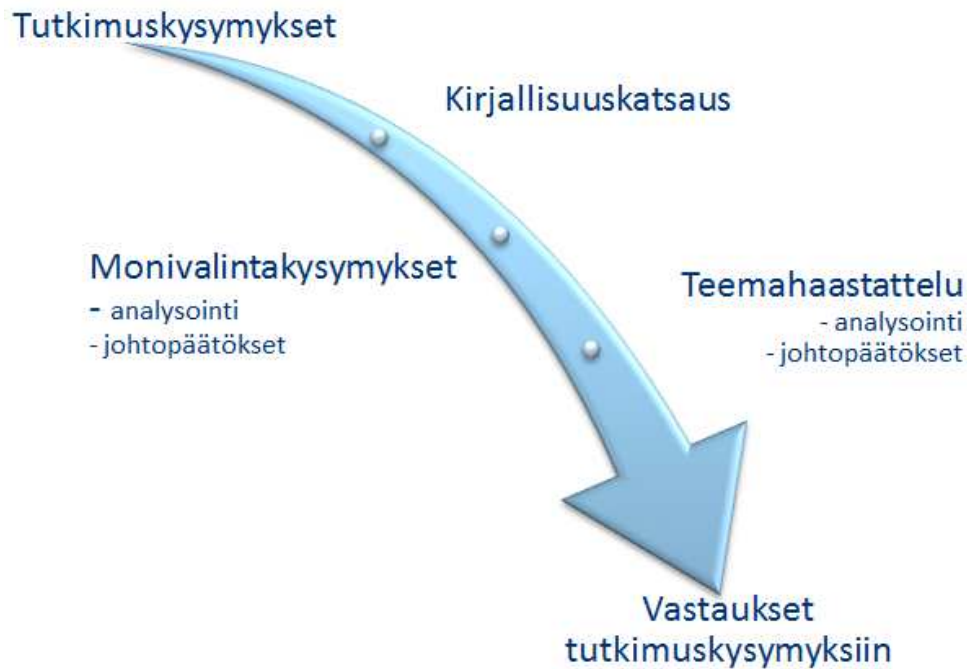 Tutkimuskysymykset
Kirjallisuuskatsaus
Monivalintakysymykset
- analysointi
- johtopäätökset
Teemahaastattelu
- analysointi
- johtopäätökset
Vastaukset
tutkimuskysymyksiin